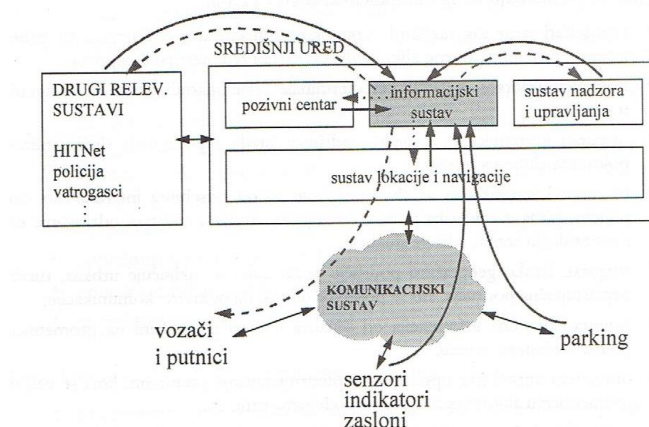 SREDIŠNJI URED
DRUGI RELEV.
SUSTAVI
HITNet
policija
vatrogasci
⋮
pozivni centar
informacijski
sustav
sustav nadzora
i upravljanja
sustav lokacije i navigacije
KOMUNIKACIJSKI
SUSTAV
vozači
i putnici
senzori
indikatori
zasloni
parking